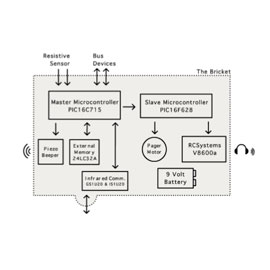 Resistive
Sensor
Bus
Devices
The Bricket
Master Microcontroller
PIC16C715
Slave Microcontroller
PIC16F628
Piezo
Beeper
External
Memory
24LC32A
Pager
Motor
RCSystems
V8600a
Infrared Comm.
GS1020 & IS1U20
9 Volt
Battery